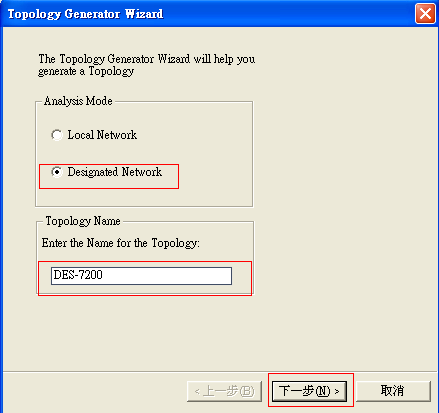 Topology Generator Wizard
The Topology Generator Wizard will help you
generate a Topology
Analysis Mode
Local Network
Designated Network
Topology Name
Enter the Name for the Topology:
DES-7200
< 上一步(B) 下一步(N) > 取消